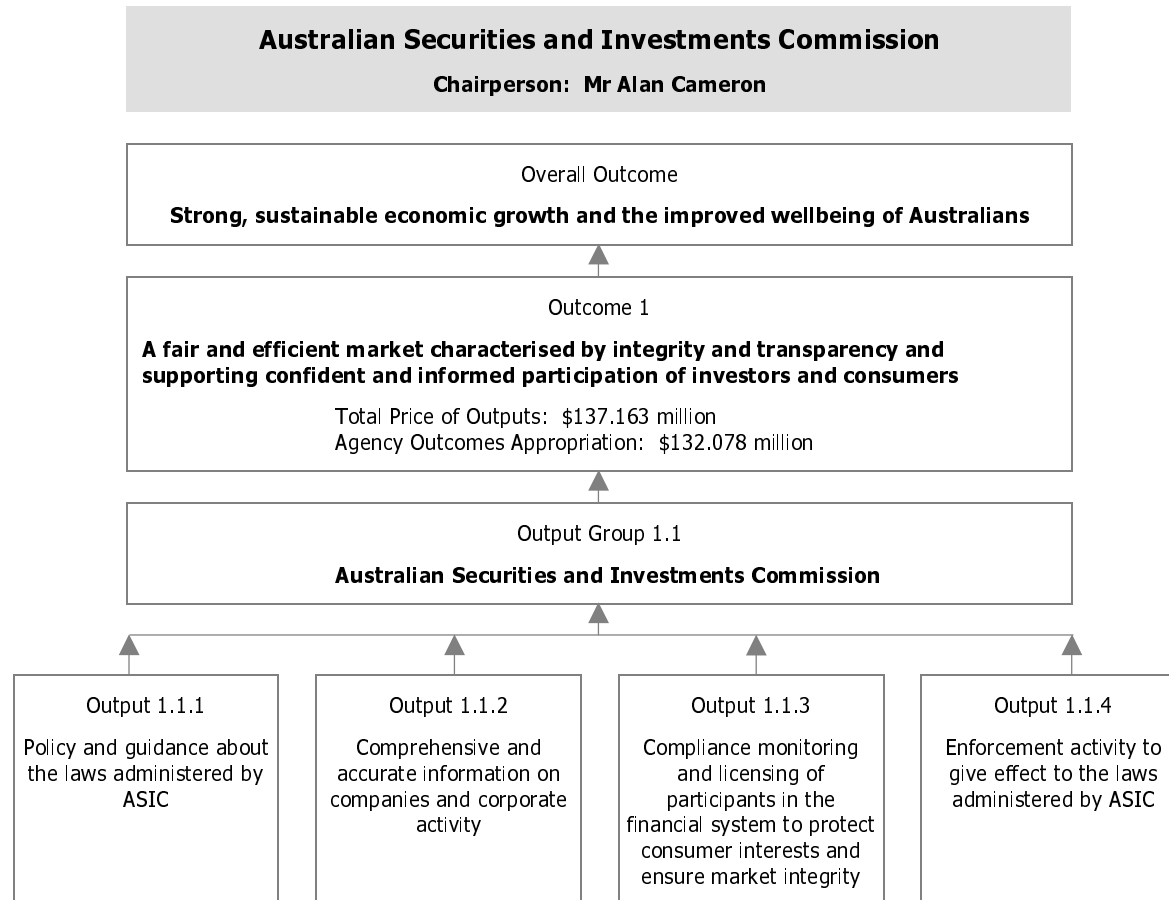 Australian Securities and Investments Commission
Chairperson: Mr Alan Cameron
Overall Outcome
Strong, sustainable economic growth and the improved wellbeing of Australians
Outcome 1
A fair and efficient market characterised by integrity and transparency and
supporting confident and informed participation of investors and consumers
Total Price of Outputs: $137.163 million
Agency Outcomes Appropriation: $132.078 million
Output Group 1.1
Australian Securities and Investments Commission
Output 1.1.1
Policy and guidance about
the laws administered by
ASIC
Output 1.1.2
Comprehensive and
accurate information on
companies and corporate
activity
Output 1.1.3
Compliance monitoring
and licensing of
participants in the
financial system to protect
consumer interests and
ensure market integrity
Output 1.1.4
Enforcement activity to
give effect to the laws
administered by ASIC